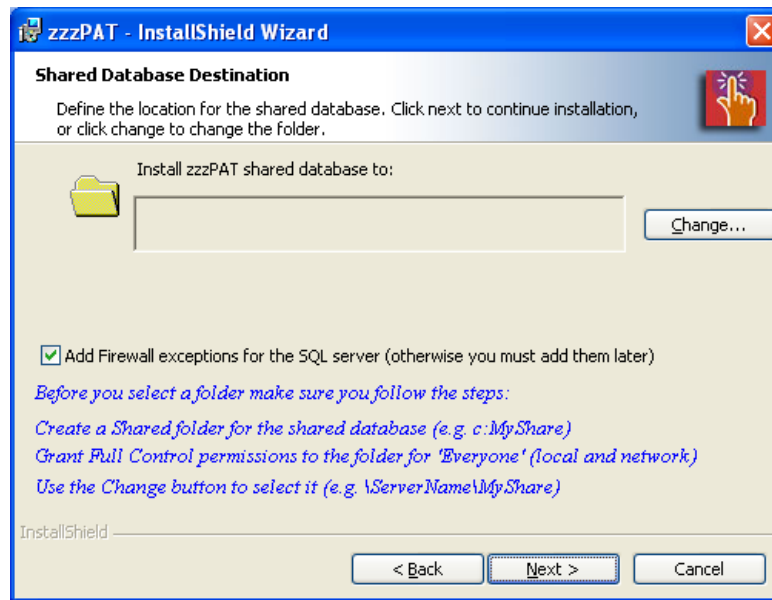 zzzPAT - InstallShield Wizard
Shared Database Destination
Define the location for the shared database. Click next to continue installation,
or click change to change the folder.
Install zzzPAT shared database to:
Change...
Add Firewall exceptions for the SQL server (otherwise you must add them later)
Before you select a folder make sure you follow the steps:
Create a Shared folder for the shared database (e.g. c:MyShare)
Grant Full Control permissions to the folder for 'Everyone' (local and network)
Use the Change button to select it (e.g. \ServerName\MyShare)
InstallShield
< Back
Next >
Cancel